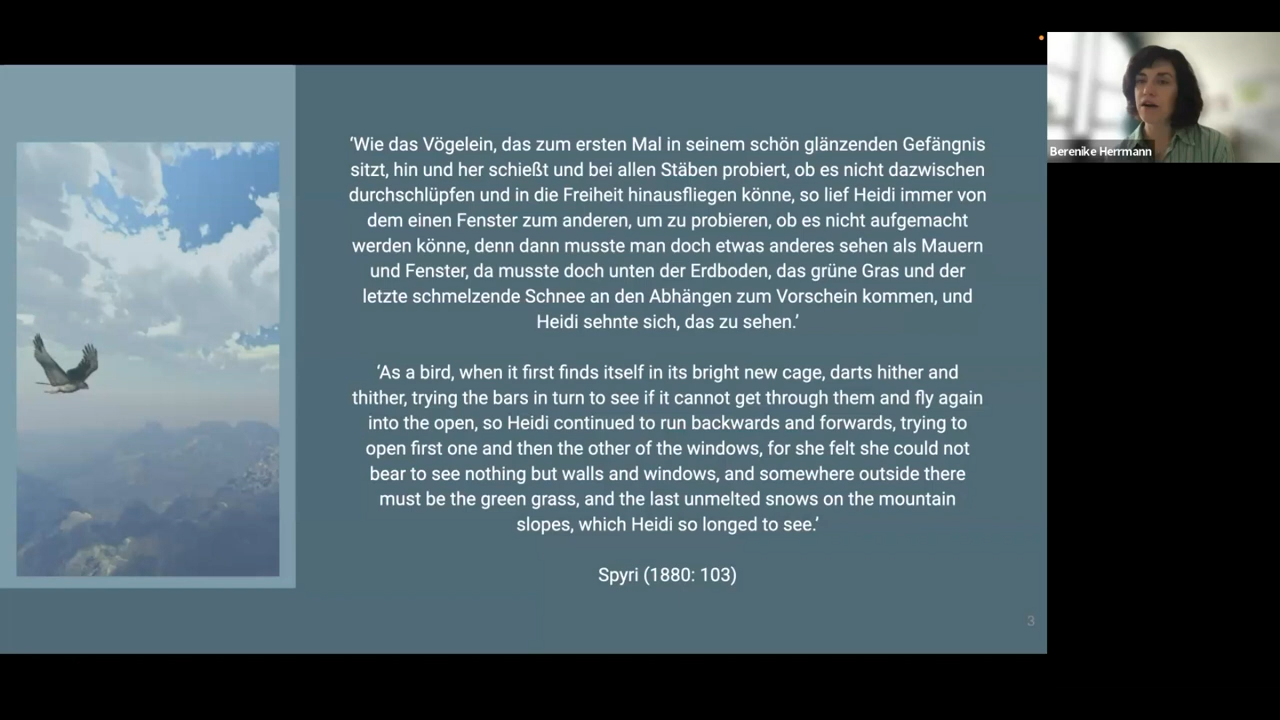 ‘Wie das Vögelein, das zum ersten Mal in seinem schön glänzenden Gefängnis
sitzt, hin und her schießt und bei allen Stäben probiert, ob es nicht dazwischen
durchschlüpfen und in die Freiheit hinausfliegen könne, so lief Heidi immer von
dem einen Fenster zum anderen, um zu probieren, ob es nicht aufgemacht
werden könne, denn dann musste man doch etwas anderes sehen als Mauern
und Fenster, da musste doch unten der Erdboden, das grüne Gras und der
letzte schmelzende Schnee an den Abhängen zum Vorschein kommen, und
Heidi sehnte sich, das zu sehen.’
‘As a bird, when it first finds itself in its bright new cage, darts hither and
thither, trying the bars in turn to see if it cannot get through them and fly again
into the open, so Heidi continued to run backwards and forwards, trying to
open first one and then the other of the windows, for she felt she could not
bear to see nothing but walls and windows, and somewhere outside there
must be the green grass, and the last unmelted snows on the mountain
slopes, which Heidi so longed to see.’
Spyri (1880: 103)
3
Berenike Herrmann